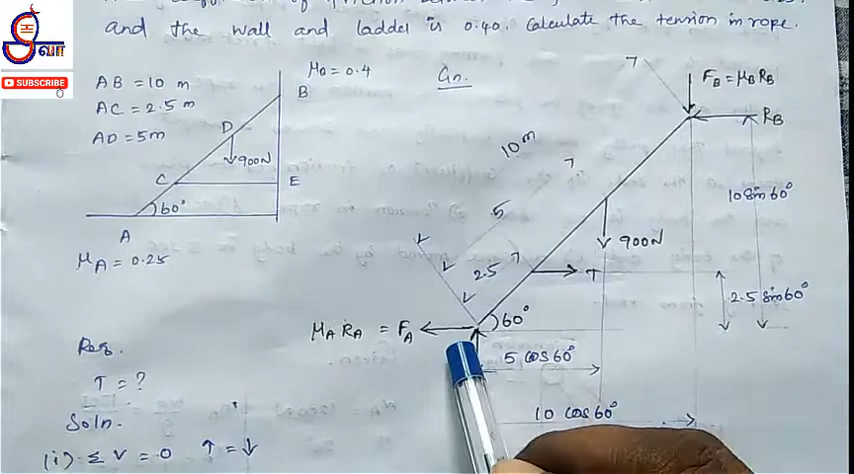 and the wall and ladder is 0.40. Calculate the tension in rope.
SUBSCRIBE
AB = 10 m
AC = 2.5 m
AD = 5m
μB = 0.4
Gn.
B
D
900N
C
E
60°
A
μA = 0.25
FB = μB RB
RB
10m
5
2.5
10 sin 60°
900N
T
2.5 sin 60°
μA RA = FA
60°
5 cos 60°
10 cos 60°
Req.
T = ?
Soln.
(i) Σ V = 0 ↑ = ↓